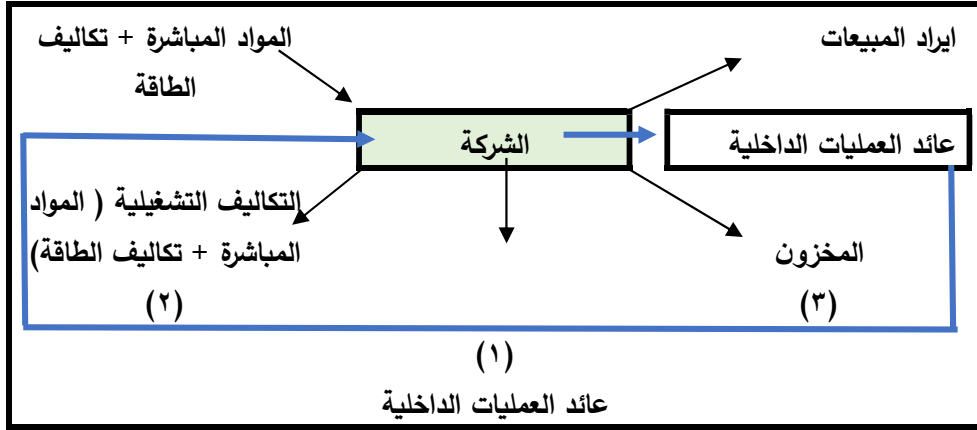 المواد المباشرة + تكاليف
الطاقة
ايراد المبيعات
الشركة
عائد العمليات الداخلية
التكاليف التشغيلية ( المواد
المباشرة + تكاليف الطاقة)
(٢)
المخزون
(٣)
(١)
عائد العمليات الداخلية